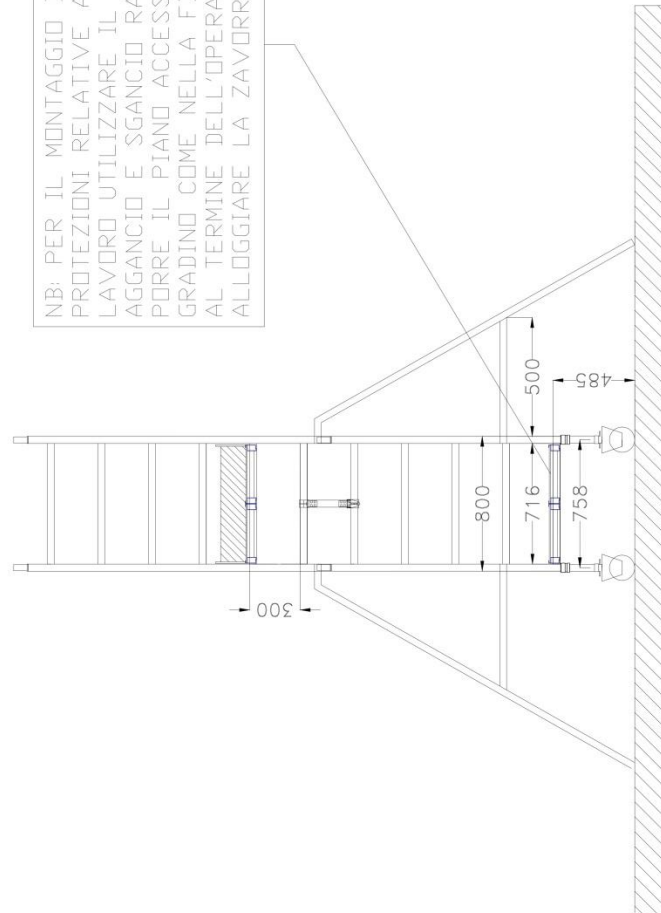 NB: PER IL MONTAGGIO
PROTEZIONI RELATIVE A
LAVORO UTILIZZARE IL
AGGANCIO E SGANCIO RA
PORRE IL PIANO ACCESS
GRADINO COME NELLA F
AL TERMINE DELL'OPERA
ALLOGGIARE LA ZAVORR
300
800
716
758
500
485